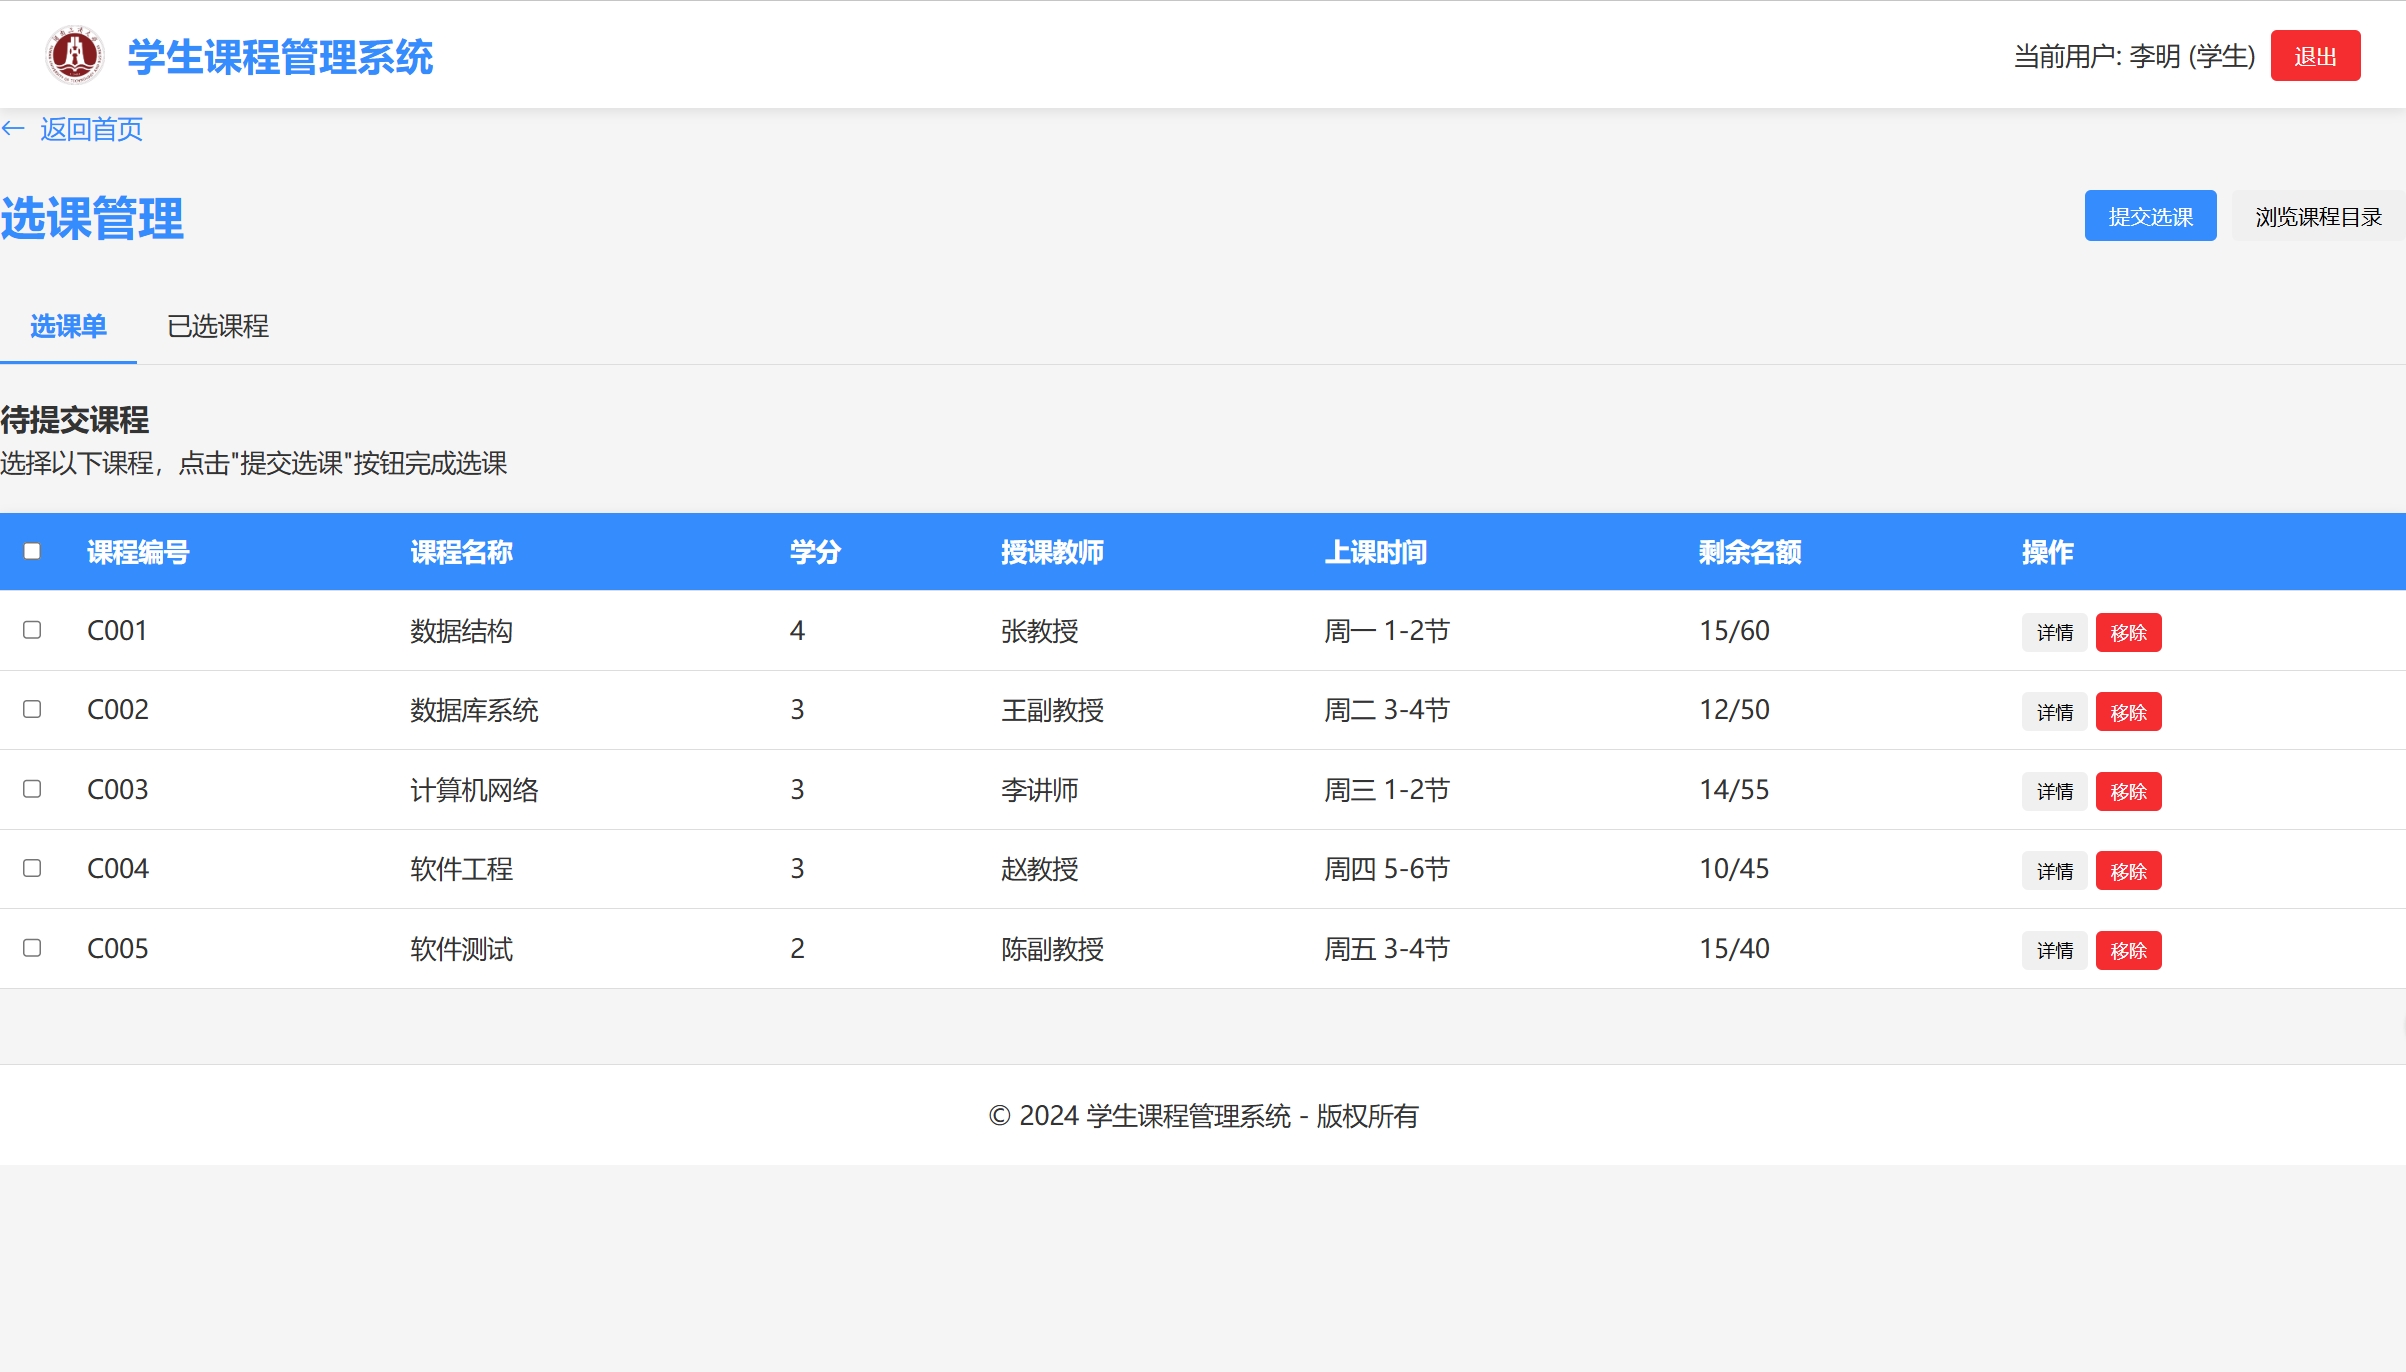 学生课程管理系统
当前用户: 李明 (学生) 退出
← 返回首页
选课管理
提交选课 浏览课程目录
选课单 已选课程
待提交课程
选择以下课程，点击"提交选课"按钮完成选课
课程编号 课程名称 学分 授课教师 上课时间 剩余名额 操作
C001 数据结构 4 张教授 周一 1-2节 15/60 详情 移除
C002 数据库系统 3 王副教授 周二 3-4节 12/50 详情 移除
C003 计算机网络 3 李讲师 周三 1-2节 14/55 详情 移除
C004 软件工程 3 赵教授 周四 5-6节 10/45 详情 移除
C005 软件测试 2 陈副教授 周五 3-4节 15/40 详情 移除
© 2024 学生课程管理系统 - 版权所有